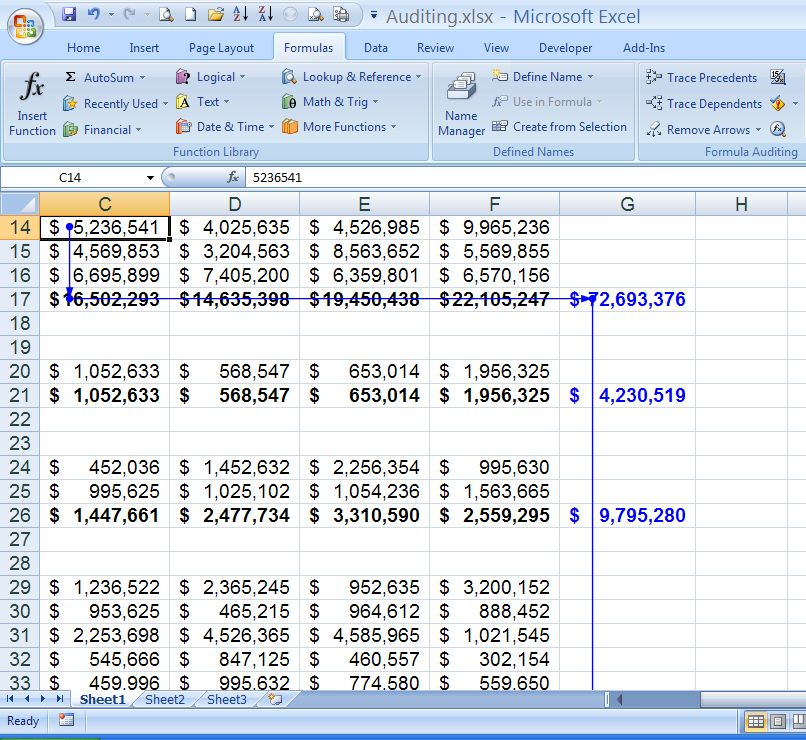 Auditing.xlsx - Microsoft Excel
Home Insert Page Layout Formulas Data Review View Developer Add-Ins
fx Insert Function
Σ AutoSum
Recently Used
Financial
Logical
Text
Date & Time
Lookup & Reference
Math & Trig
More Functions
Function Library
Name Manager
Define Name
Use in Formula
Create from Selection
Defined Names
Trace Precedents
Trace Dependents
Remove Arrows
Formula Auditing
C14 fx 5236541
C D E F G H
14 $ 5,236,541 $ 4,025,635 $ 4,526,985 $ 9,965,236
15 $ 4,569,853 $ 3,204,563 $ 8,563,652 $ 5,569,855
16 $ 6,695,899 $ 7,405,200 $ 6,359,801 $ 6,570,156
17 $16,502,293 $14,635,398 $19,450,438 $22,105,247 $72,693,376
18
19
20 $ 1,052,633 $ 568,547 $ 653,014 $ 1,956,325
21 $ 1,052,633 $ 568,547 $ 653,014 $ 1,956,325 $ 4,230,519
22
23
24 $ 452,036 $ 1,452,632 $ 2,256,354 $ 995,630
25 $ 995,625 $ 1,025,102 $ 1,054,236 $ 1,563,665
26 $ 1,447,661 $ 2,477,734 $ 3,310,590 $ 2,559,295 $ 9,795,280
27
28
29 $ 1,236,522 $ 2,365,245 $ 952,635 $ 3,200,152
30 $ 953,625 $ 465,215 $ 964,612 $ 888,452
31 $ 2,253,698 $ 4,526,365 $ 4,585,965 $ 1,021,545
32 $ 545,666 $ 847,125 $ 460,557 $ 302,154
33 $ 459,996 $ 995,632 $ 774,580 $ 559,650
Sheet1 Sheet2 Sheet3
Ready